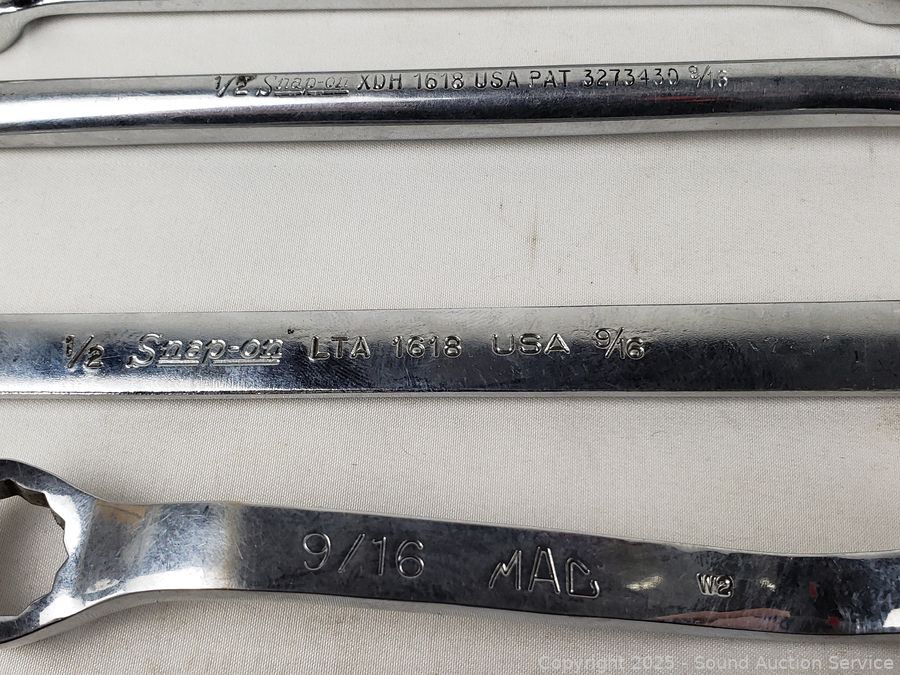 1/2 Snap-on XDH 1618 USA PAT 3273430 9/16
1/2 Snap-on LTA 1618 USA 9/16
9/16 MAC W2
Copyright 2025 - Sound Auction Service